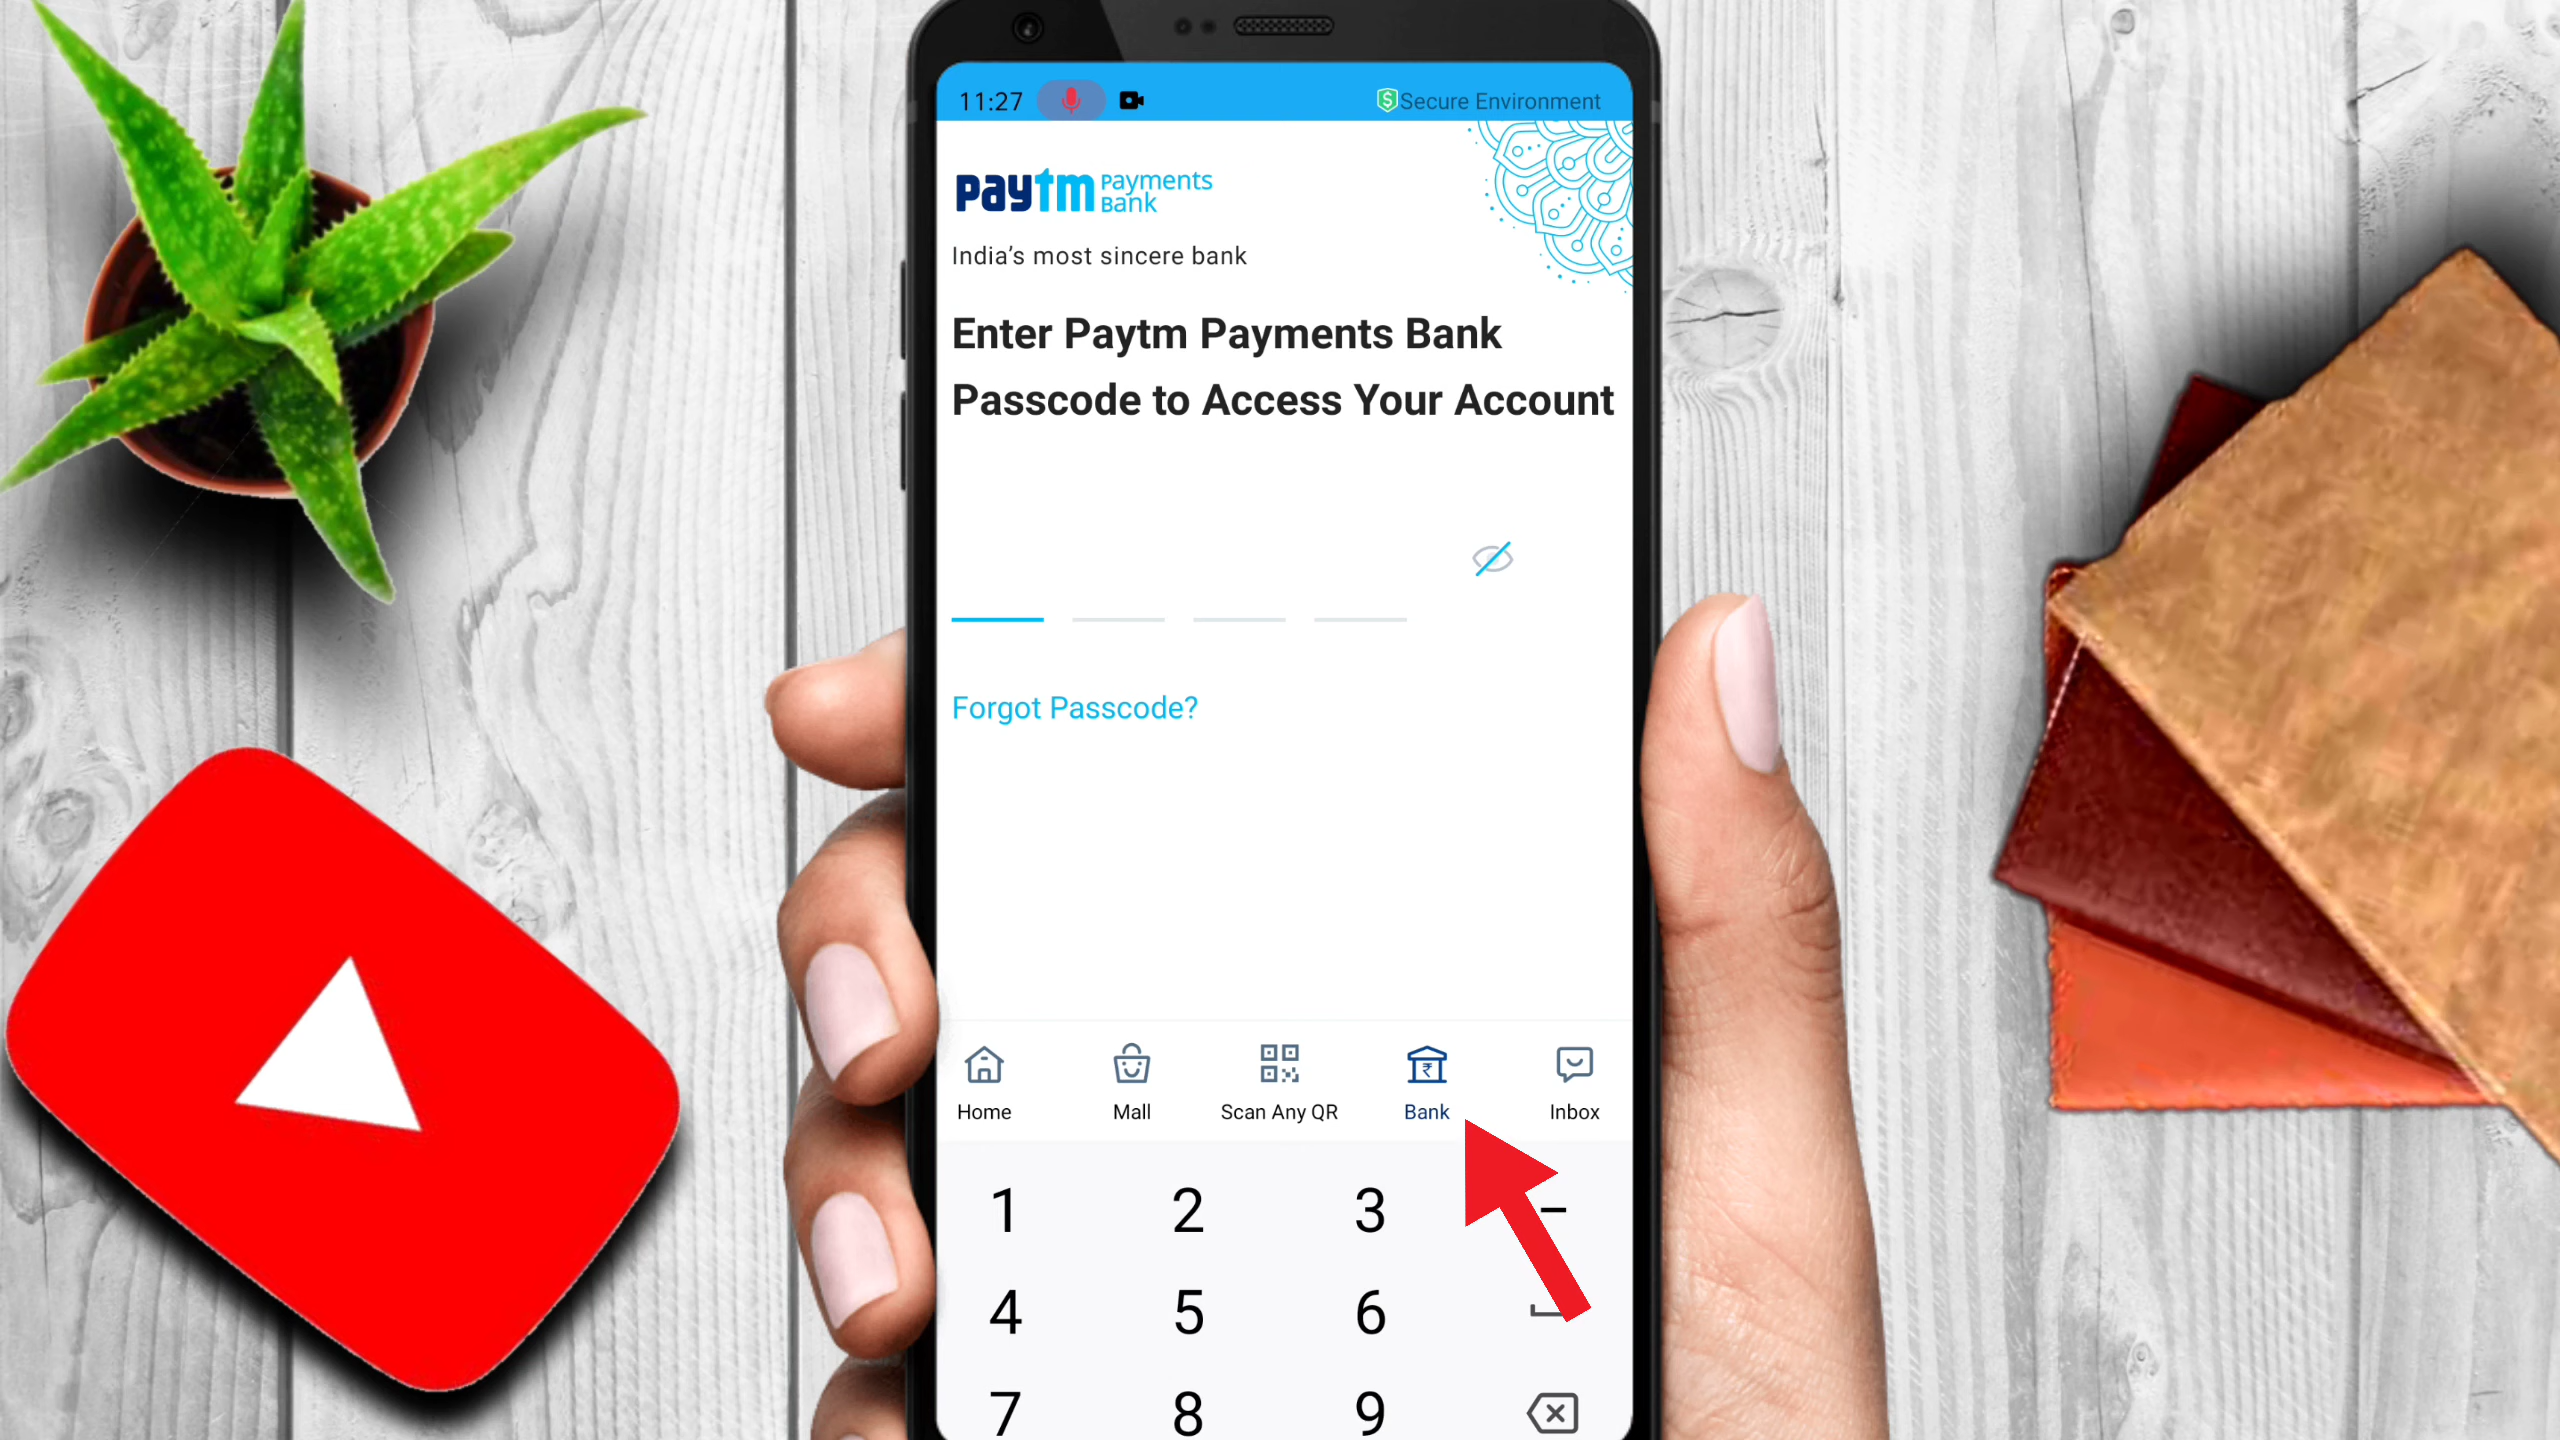 11:27
Secure Environment
paytm Payments Bank
India's most sincere bank
Enter Paytm Payments Bank
Passcode to Access Your Account
Forgot Passcode?
Home Mall Scan Any QR Bank Inbox
1 2 3 –
4 5 6
7 8 9